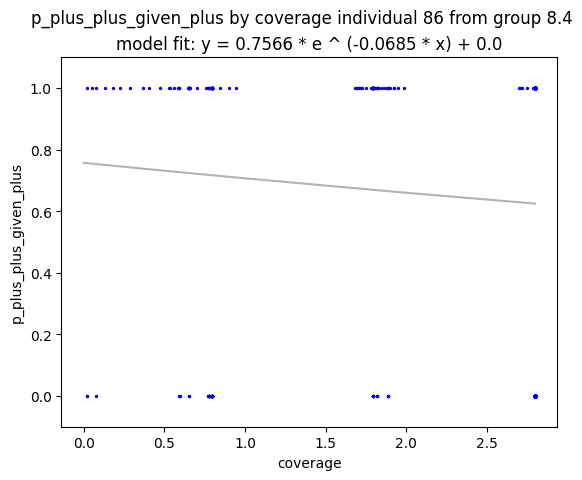 p_plus_plus_given_plus by coverage individual 86 from group 8.4
model fit: y = 0.7566 * e ^ (-0.0685 * x) + 0.0
1.0
0.8
0.6
0.4
0.2
0.0
p_plus_plus_given_plus
0.0 0.5 1.0 1.5 2.0 2.5
coverage